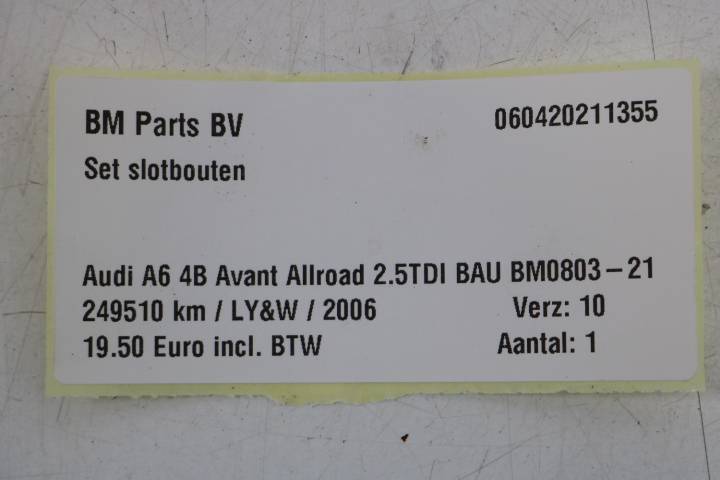 BM Parts BV 060420211355
Set slotbouten
Audi A6 4B Avant Allroad 2.5TDI BAU BM0803-21
249510 km / LY&W / 2006 Verz: 10
19.50 Euro incl. BTW Aantal: 1